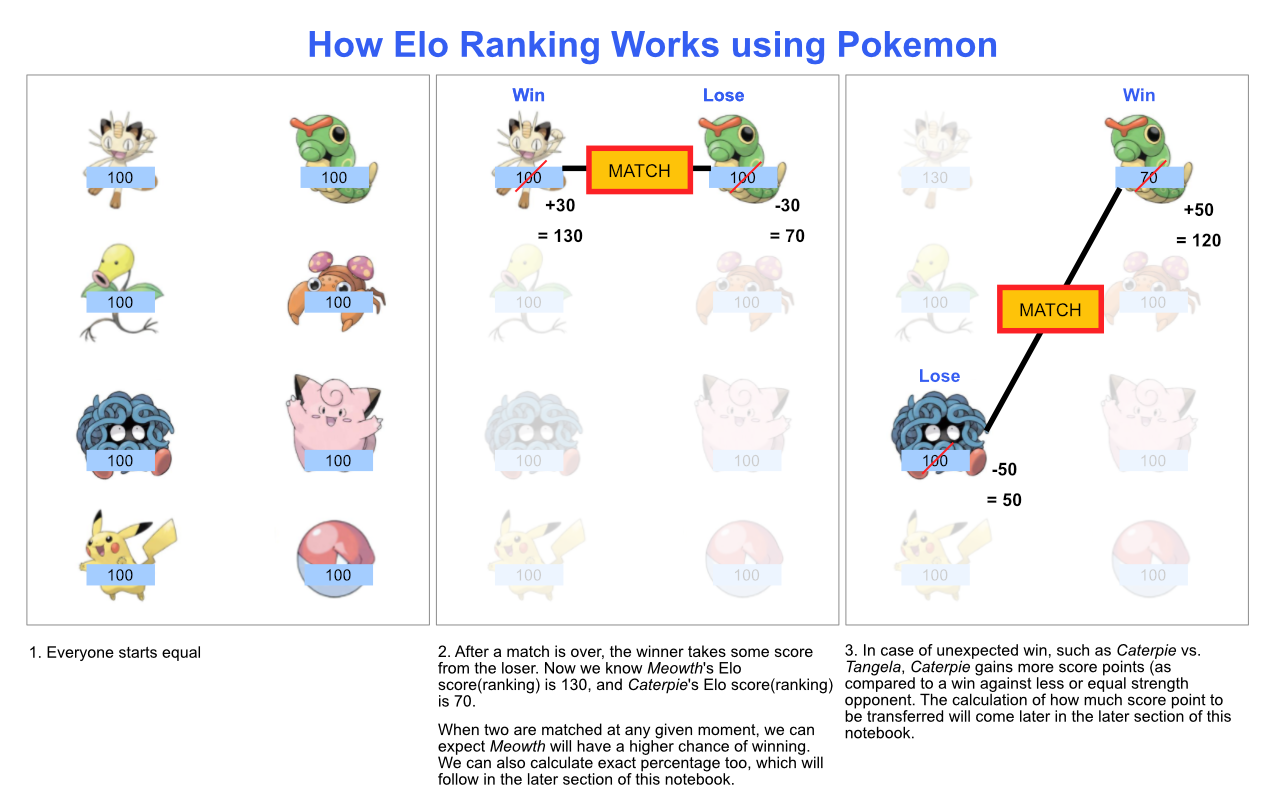 How Elo Ranking Works using Pokemon
100
100
100
100
100
100
100
100
1. Everyone starts equal
Win
Lose
100
MATCH
100
+30
-30
= 130
= 70
100
100
100
100
100
100
2. After a match is over, the winner takes some score
from the loser. Now we know Meowth's Elo
score(ranking) is 130, and Caterpie's Elo score(ranking)
is 70.
When two are matched at any given moment, we can
expect Meowth will have a higher chance of winning.
We can also calculate exact percentage too, which will
follow in the later section of this notebook.
Win
130
70
+50
= 120
100
100
MATCH
Lose
100
100
-50
= 50
100
100
3. In case of unexpected win, such as Caterpie vs.
Tangela, Caterpie gains more score points (as
compared to a win against less or equal strength
opponent. The calculation of how much score point to
be transferred will come later in the later section of this
notebook.